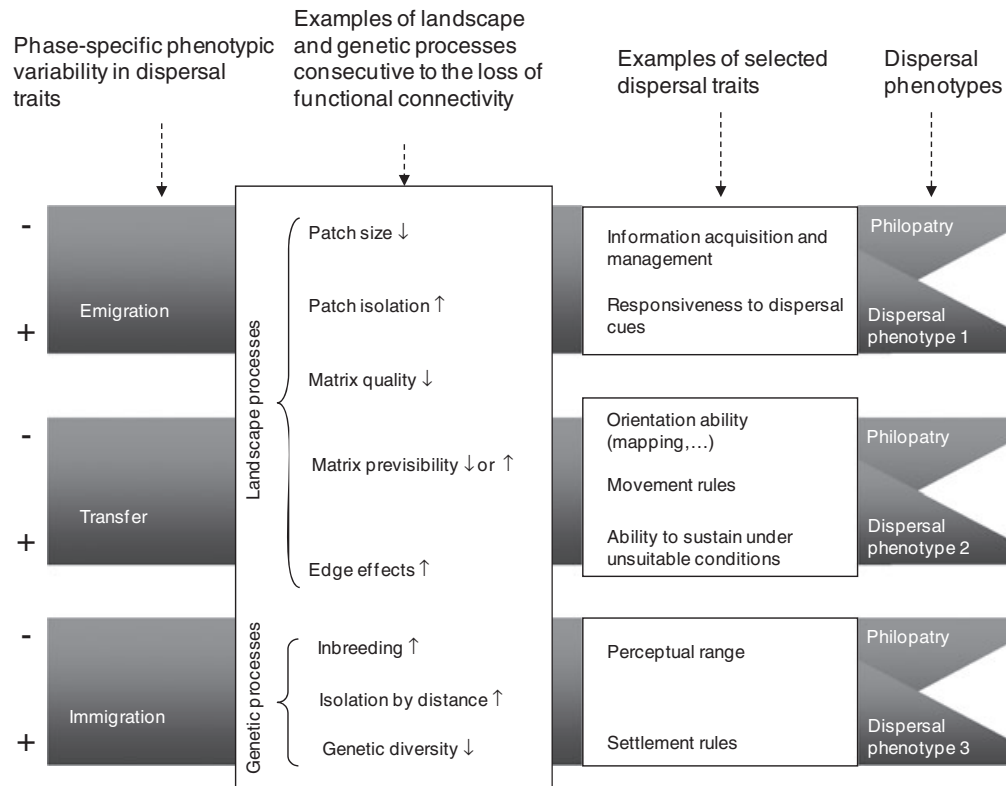 Phase-specific phenotypic
variability in dispersal
traits
Examples of landscape
and genetic processes
consecutive to the loss of
functional connectivity
Examples of selected
dispersal traits
Dispersal
phenotypes
-
Emigration
+
-
Transfer
+
-
Immigration
+
Landscape processes
Patch size ↓
Patch isolation ↑
Matrix quality ↓
Matrix previsibility ↓ or ↑
Edge effects ↑
Genetic processes
Inbreeding ↑
Isolation by distance ↑
Genetic diversity ↓
Information acquisition and
management
Responsiveness to dispersal
cues
Orientation ability
(mapping,...)
Movement rules
Ability to sustain under
unsuitable conditions
Perceptual range
Settlement rules
Philopatry
Dispersal
phenotype 1
Philopatry
Dispersal
phenotype 2
Philopatry
Dispersal
phenotype 3